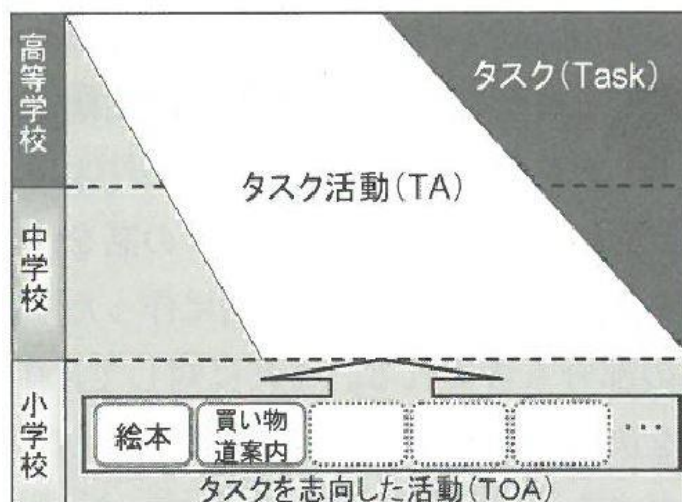 高等学校
タスク(Task)
タスク活動(TA)
中学校
小学校
絵本
買い物
道案内
…
タスクを志向した活動(TOA)